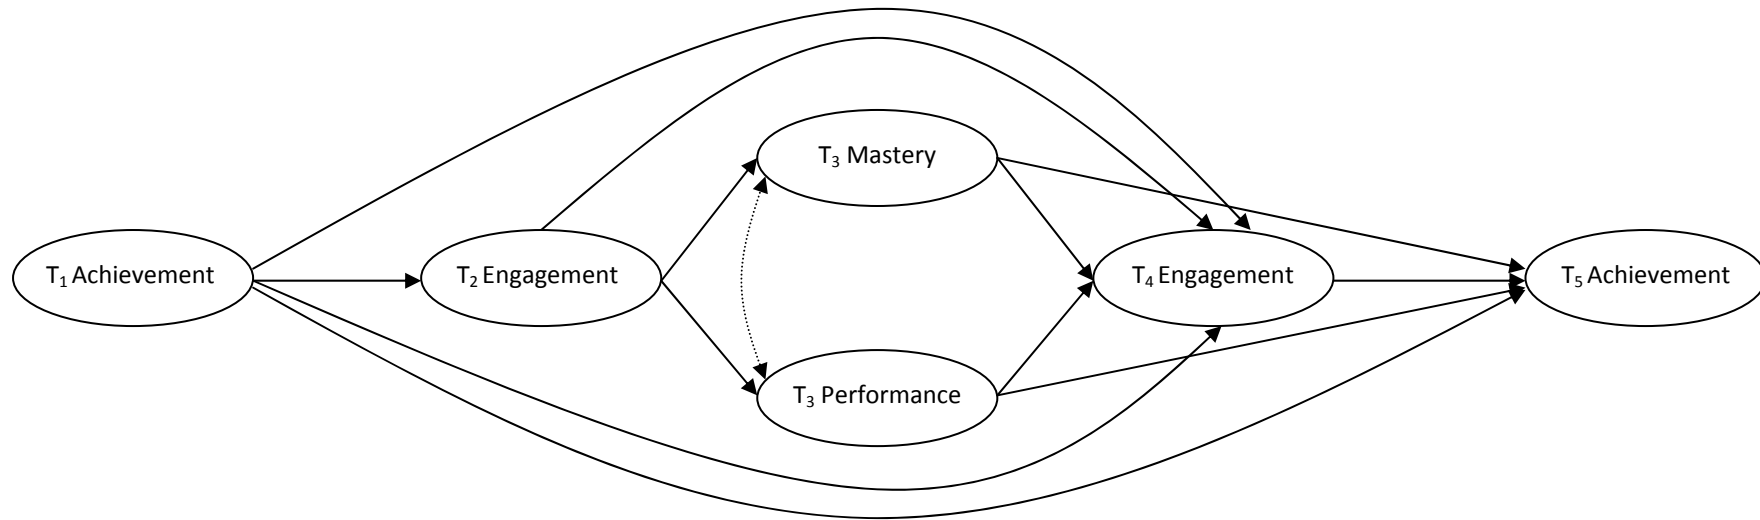 T₃ Mastery
T₁ Achievement
T₂ Engagement
T₄ Engagement
T₅ Achievement
T₃ Performance